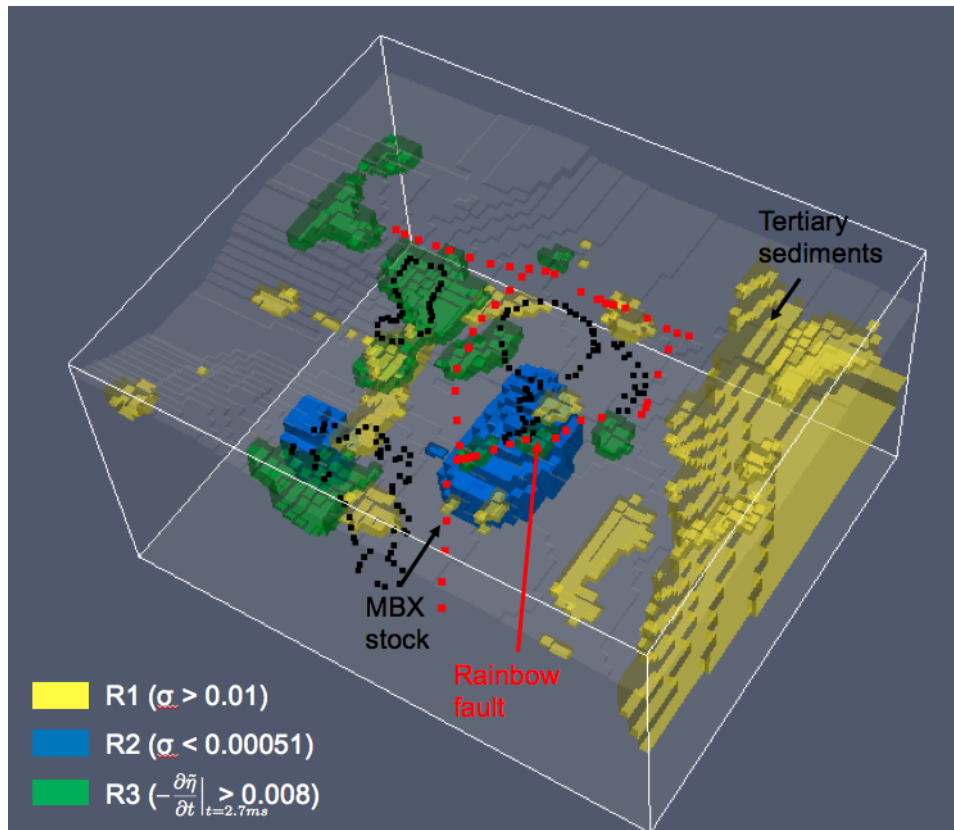 Tertiary
sediments
MBX
stock
Rainbow
fault
R1 (σ > 0.01)
R2 (σ < 0.00051)
R3 (−∂η̃/∂t|t=2.7ms > 0.008)